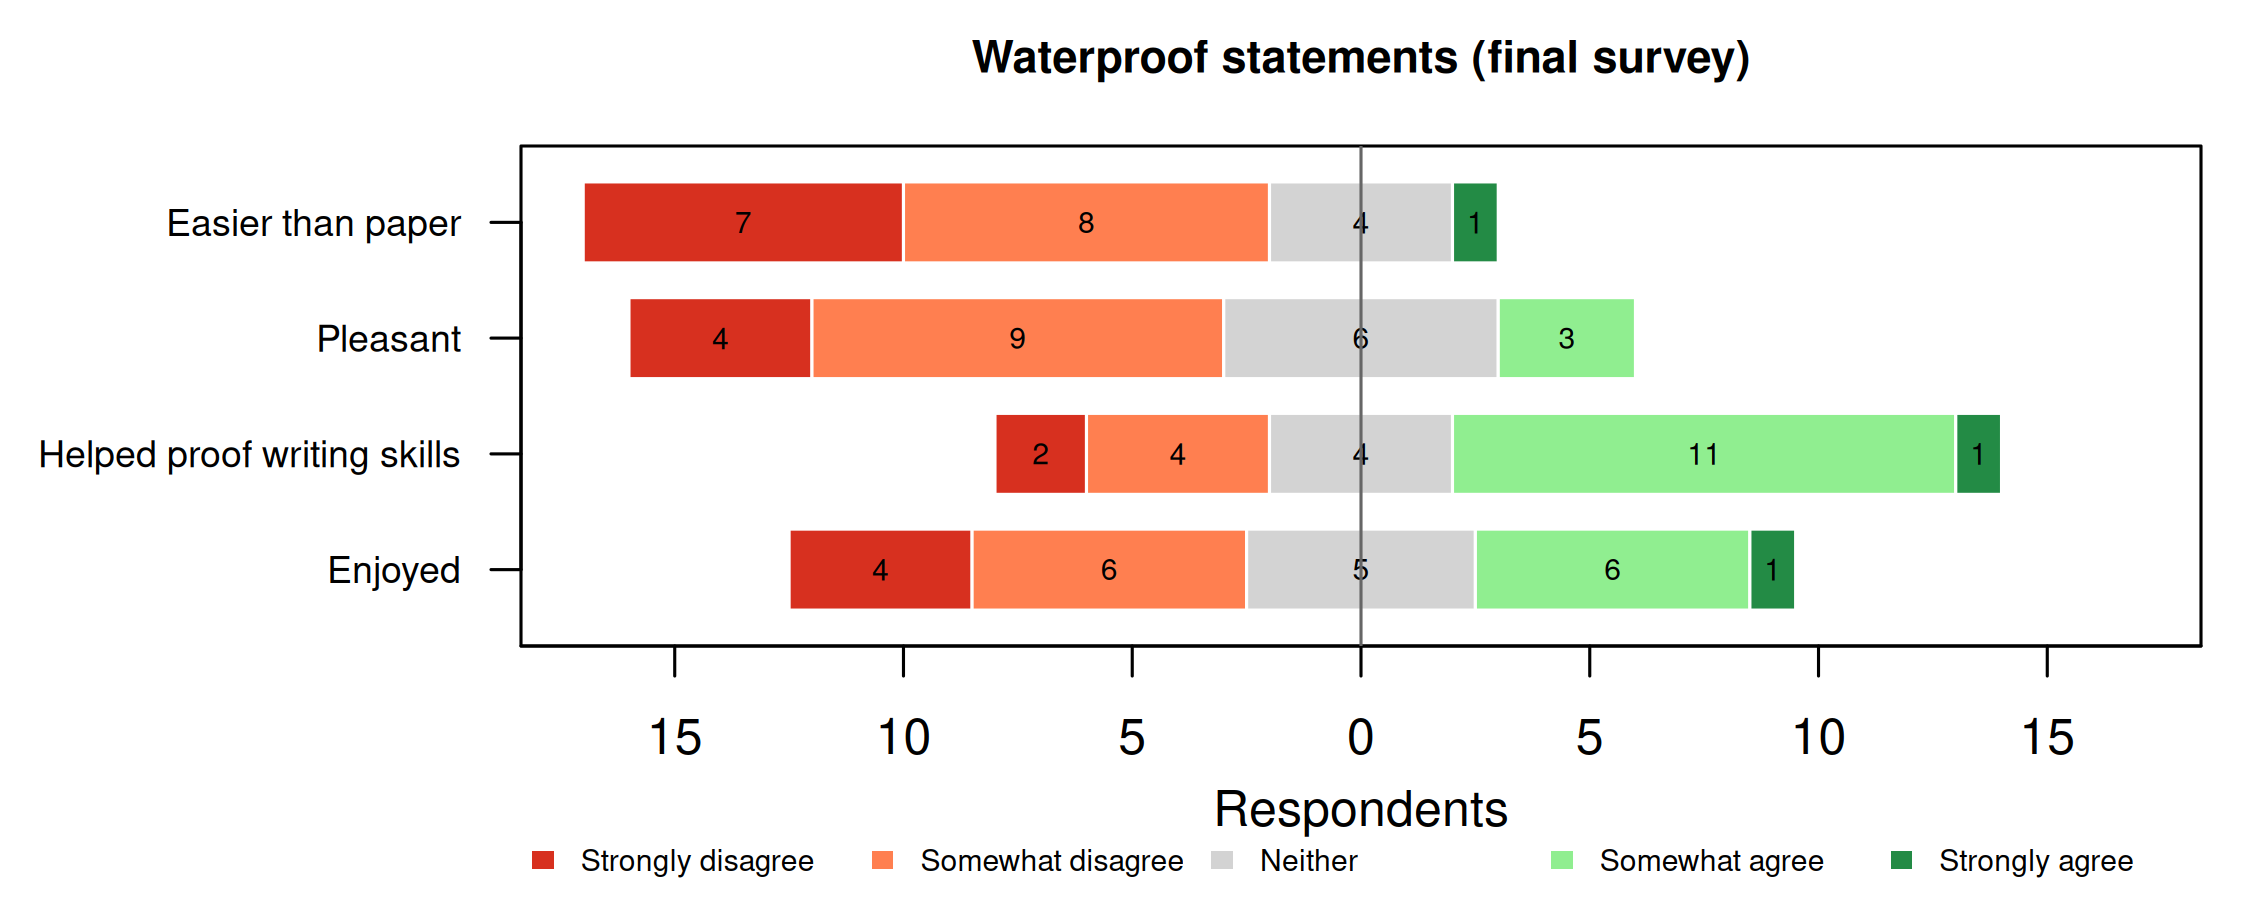 Waterproof statements (final survey)
Easier than paper 7 8 4 1
Pleasant 4 9 6 3
Helped proof writing skills 2 4 4 11 1
Enjoyed 4 6 5 6 1
15 10 5 0 5 10 15
Respondents
Strongly disagree Somewhat disagree Neither Somewhat agree Strongly agree